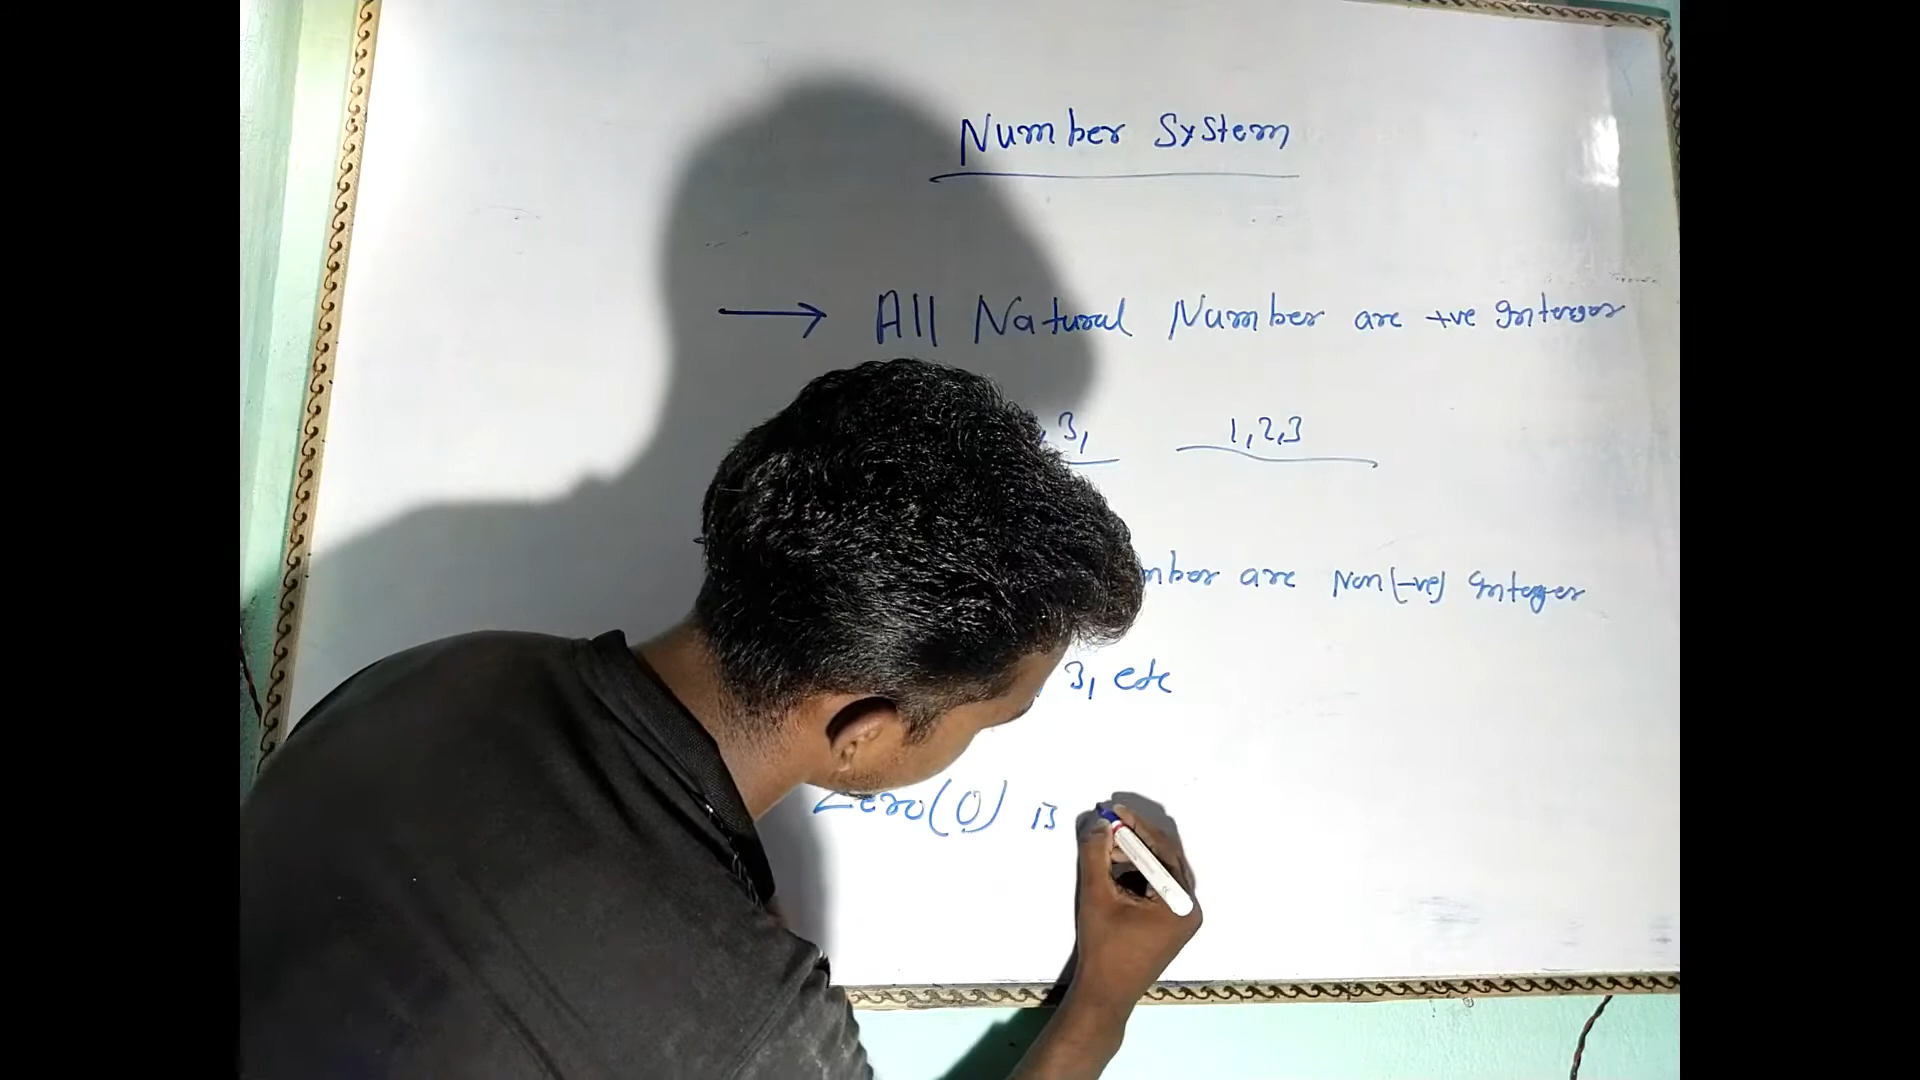 Number System
→ All Natural Number are +ve Interger
, 3, 1,2,3
mber are Non(-ve) Integer
, 3, etc
Zero(0) is